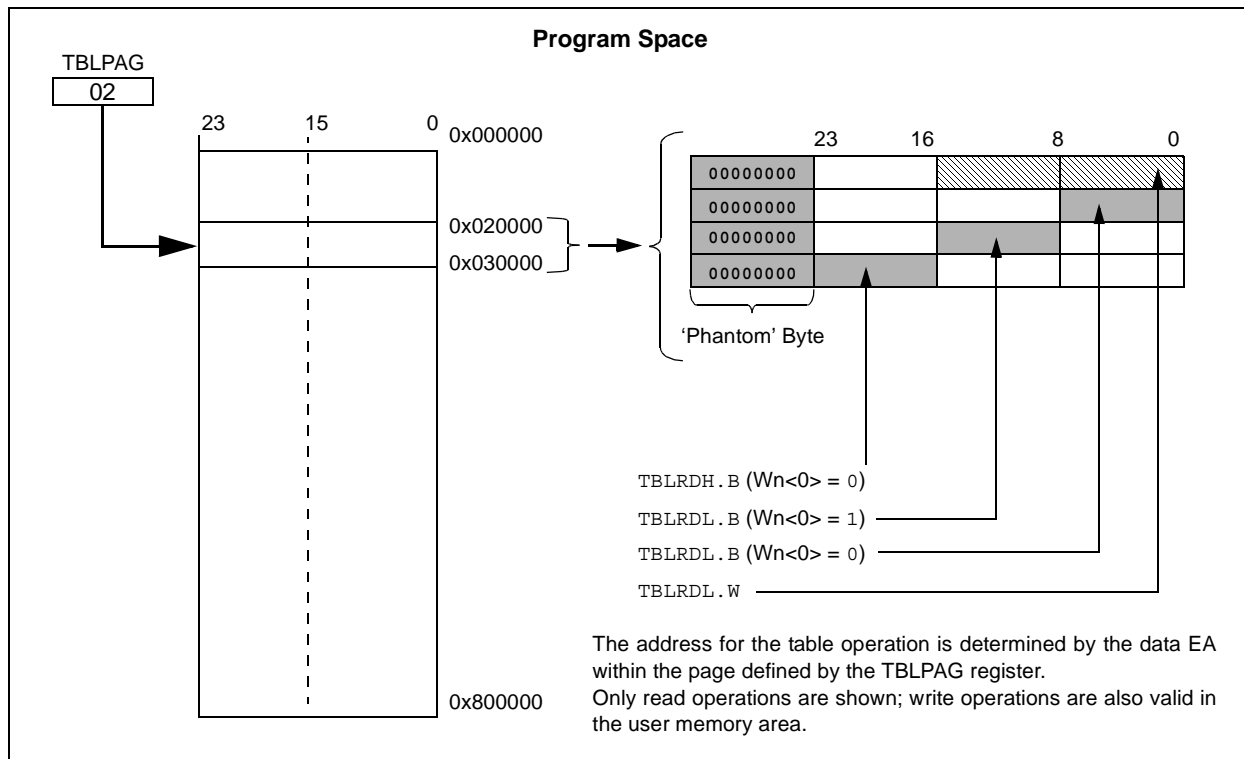 Program Space
TBLPAG
02
23 15 0
0x000000
0x020000
0x030000
0x800000
23 16 8 0
00000000
00000000
00000000
00000000
‘Phantom’ Byte
TBLRDH.B (Wn<0> = 0)
TBLRDL.B (Wn<0> = 1)
TBLRDL.B (Wn<0> = 0)
TBLRDL.W
The address for the table operation is determined by the data EA
within the page defined by the TBLPAG register.
Only read operations are shown; write operations are also valid in
the user memory area.